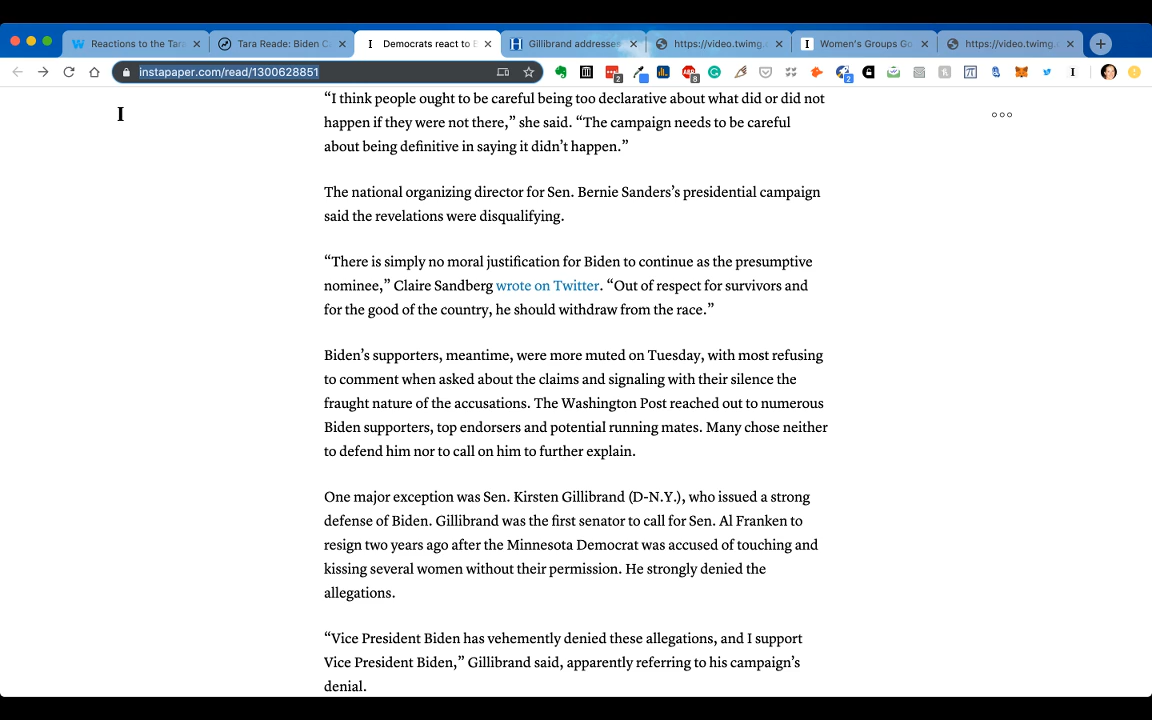 Reactions to the Tara
Tara Reade: Biden C
Democrats react to B
Gillibrand addresses
https://video.twimg.c
Women's Groups Go
https://video.twimg.c
instapaper.com/read/1300628851
“I think people ought to be careful being too declarative about what did or did not
happen if they were not there,” she said. “The campaign needs to be careful
about being definitive in saying it didn’t happen.”
The national organizing director for Sen. Bernie Sanders’s presidential campaign
said the revelations were disqualifying.
“There is simply no moral justification for Biden to continue as the presumptive
nominee,” Claire Sandberg wrote on Twitter. “Out of respect for survivors and
for the good of the country, he should withdraw from the race.”
Biden’s supporters, meantime, were more muted on Tuesday, with most refusing
to comment when asked about the claims and signaling with their silence the
fraught nature of the accusations. The Washington Post reached out to numerous
Biden supporters, top endorsers and potential running mates. Many chose neither
to defend him nor to call on him to further explain.
One major exception was Sen. Kirsten Gillibrand (D-N.Y.), who issued a strong
defense of Biden. Gillibrand was the first senator to call for Sen. Al Franken to
resign two years ago after the Minnesota Democrat was accused of touching and
kissing several women without their permission. He strongly denied the
allegations.
“Vice President Biden has vehemently denied these allegations, and I support
Vice President Biden,” Gillibrand said, apparently referring to his campaign’s
denial.